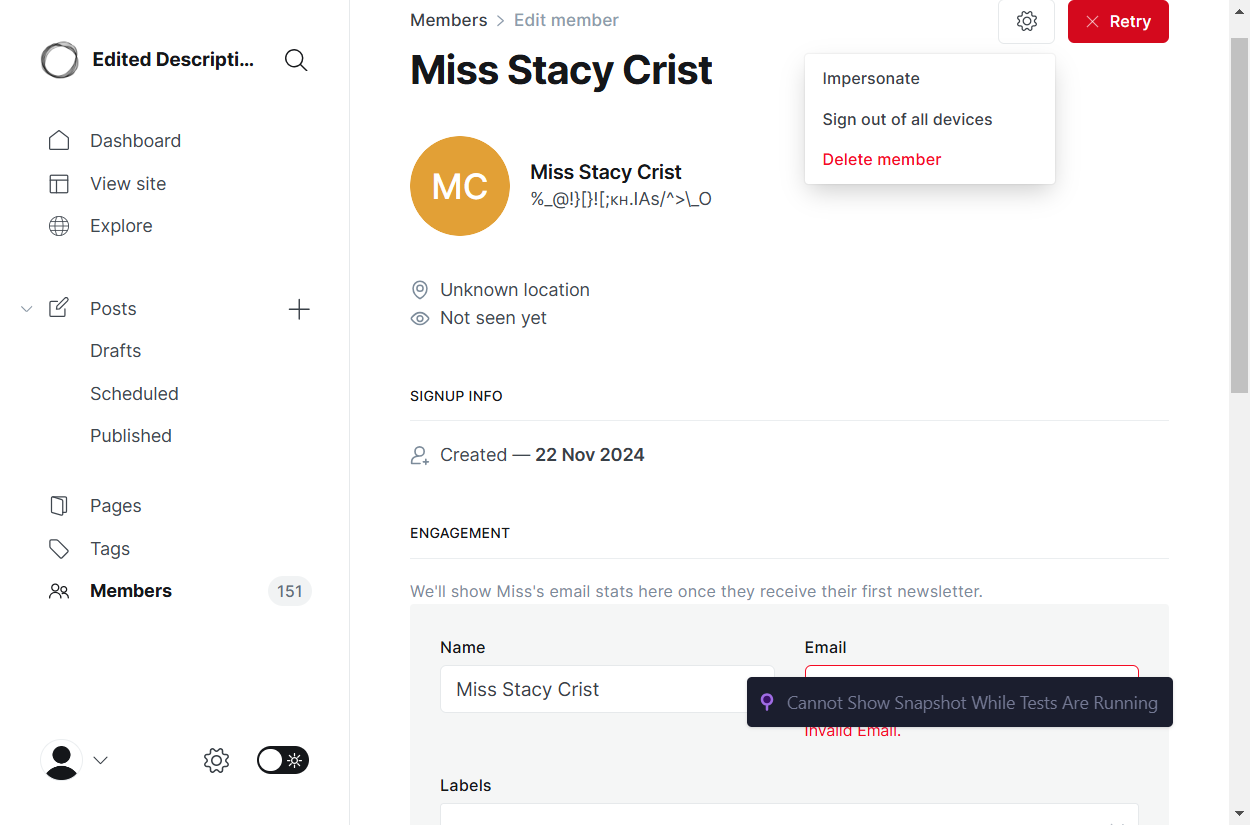 Edited Descripti...
Dashboard
View site
Explore
Posts
Drafts
Scheduled
Published
Pages
Tags
Members
151
Members > Edit member
Retry
Miss Stacy Crist
Impersonate
Sign out of all devices
Delete member
MC
Miss Stacy Crist
%_@!}[}![;кн.IAs/^>\_O
Unknown location
Not seen yet
SIGNUP INFO
Created — 22 Nov 2024
ENGAGEMENT
We'll show Miss's email stats here once they receive their first newsletter.
Name
Email
Miss Stacy Crist
Cannot Show Snapshot While Tests Are Running
Invalid Email.
Labels